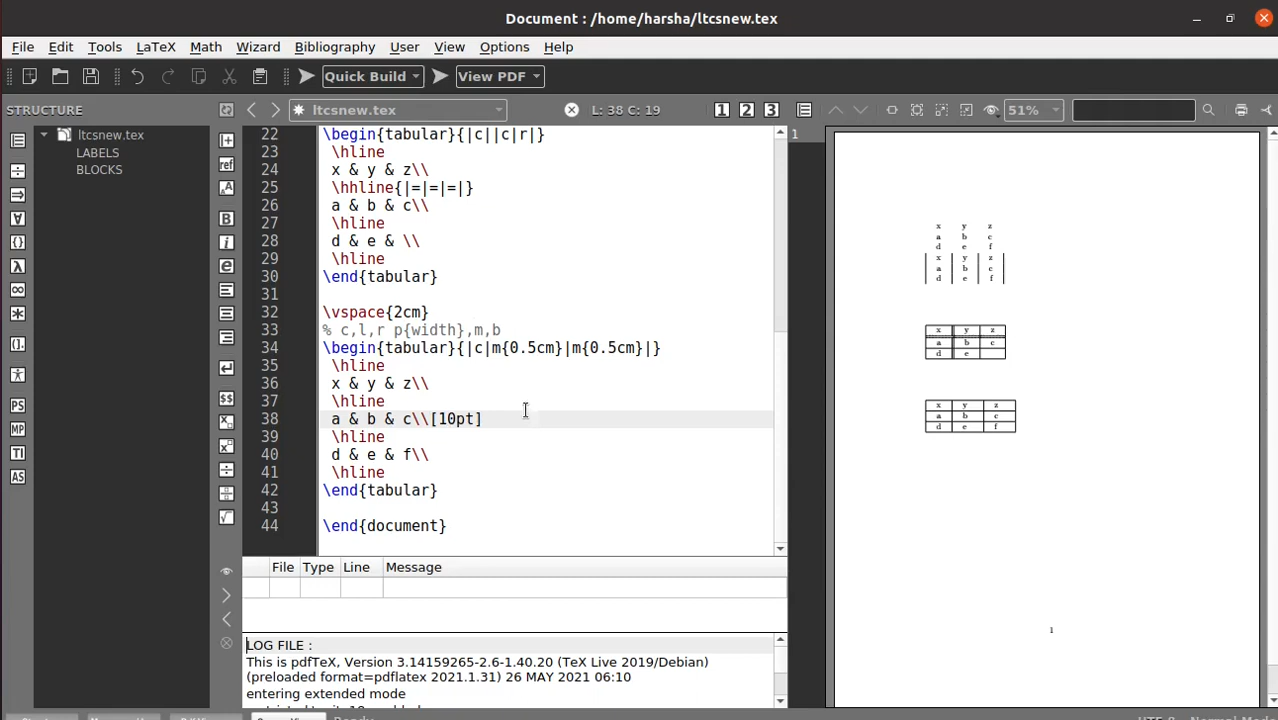 Document : /home/harsha/ltcsnew.tex
File Edit Tools LaTeX Math Wizard Bibliography User View Options Help
Quick Build View PDF
STRUCTURE ltcsnew.tex L: 38 C: 19 1 2 3 51%
ltcsnew.tex
LABELS
BLOCKS
22 \begin{tabular}{|c||c|r|}
23 \hline
24 x & y & z\\
25 \hhline{|=|=|=|}
26 a & b & c\\
27 \hline
28 d & e & \\
29 \hline
30 \end{tabular}
31
32 \vspace{2cm}
33 % c,l,r p{width},m,b
34 \begin{tabular}{|c|m{0.5cm}|m{0.5cm}|}
35 \hline
36 x & y & z\\
37 \hline
38 a & b & c\\[10pt]
39 \hline
40 d & e & f\\
41 \hline
42 \end{tabular}
43
44 \end{document}
File Type Line Message
LOG FILE :
This is pdfTeX, Version 3.14159265-2.6-1.40.20 (TeX Live 2019/Debian)
(preloaded format=pdflatex 2021.1.31) 26 MAY 2021 06:10
entering extended mode
1
x y z
a b c
d e f
x y z
a b c
d e f
x y z
a b c
d e
x y z
a b c
d e f
1